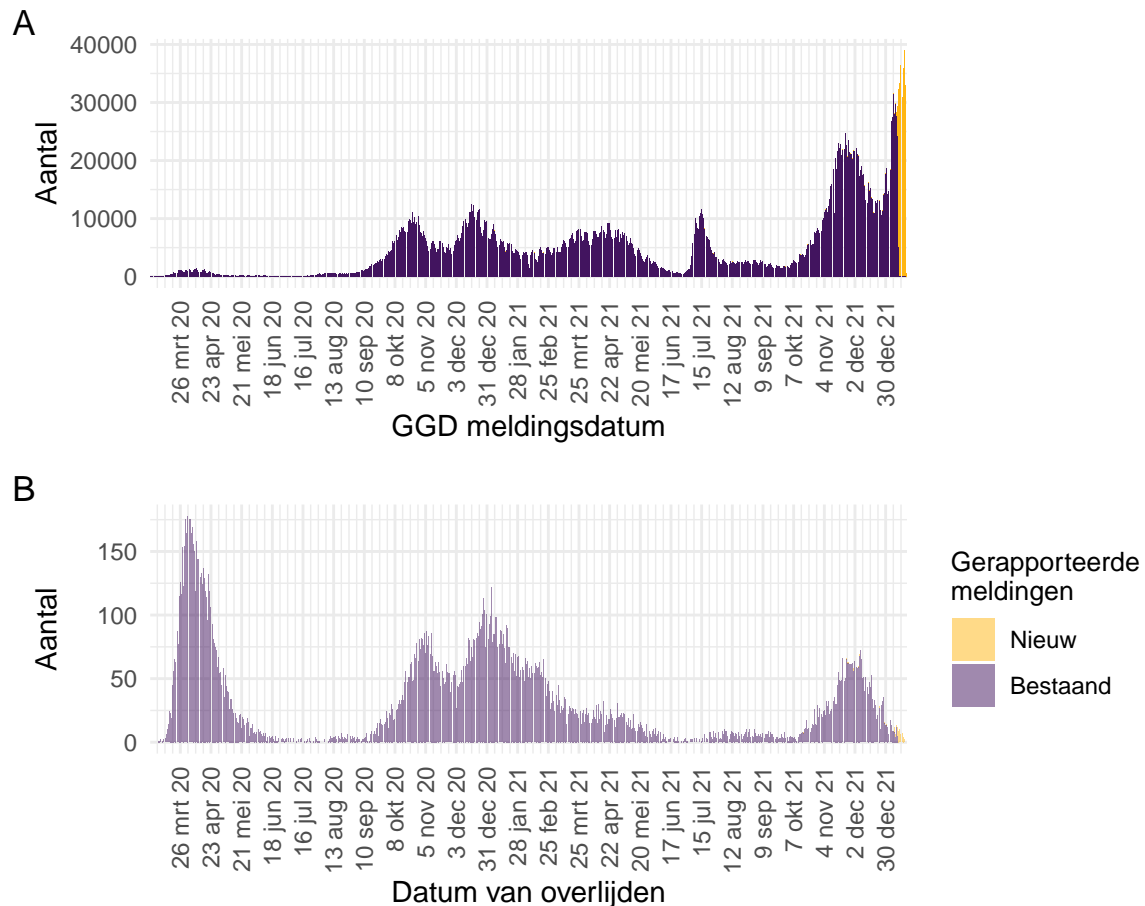 A
40000
30000
20000
10000
0
Aantal
26 mrt 20
23 apr 20
21 mei 20
18 jun 20
16 jul 20
13 aug 20
10 sep 20
8 okt 20
5 nov 20
3 dec 20
31 dec 20
28 jan 21
25 feb 21
25 mrt 21
22 apr 21
20 mei 21
17 jun 21
15 jul 21
12 aug 21
9 sep 21
7 okt 21
4 nov 21
2 dec 21
30 dec 21
GGD meldingsdatum
B
150
100
50
0
Aantal
26 mrt 20
23 apr 20
21 mei 20
18 jun 20
16 jul 20
13 aug 20
10 sep 20
8 okt 20
5 nov 20
3 dec 20
31 dec 20
28 jan 21
25 feb 21
25 mrt 21
22 apr 21
20 mei 21
17 jun 21
15 jul 21
12 aug 21
9 sep 21
7 okt 21
4 nov 21
2 dec 21
30 dec 21
Datum van overlijden
Gerapporteerde
meldingen
Nieuw
Bestaand